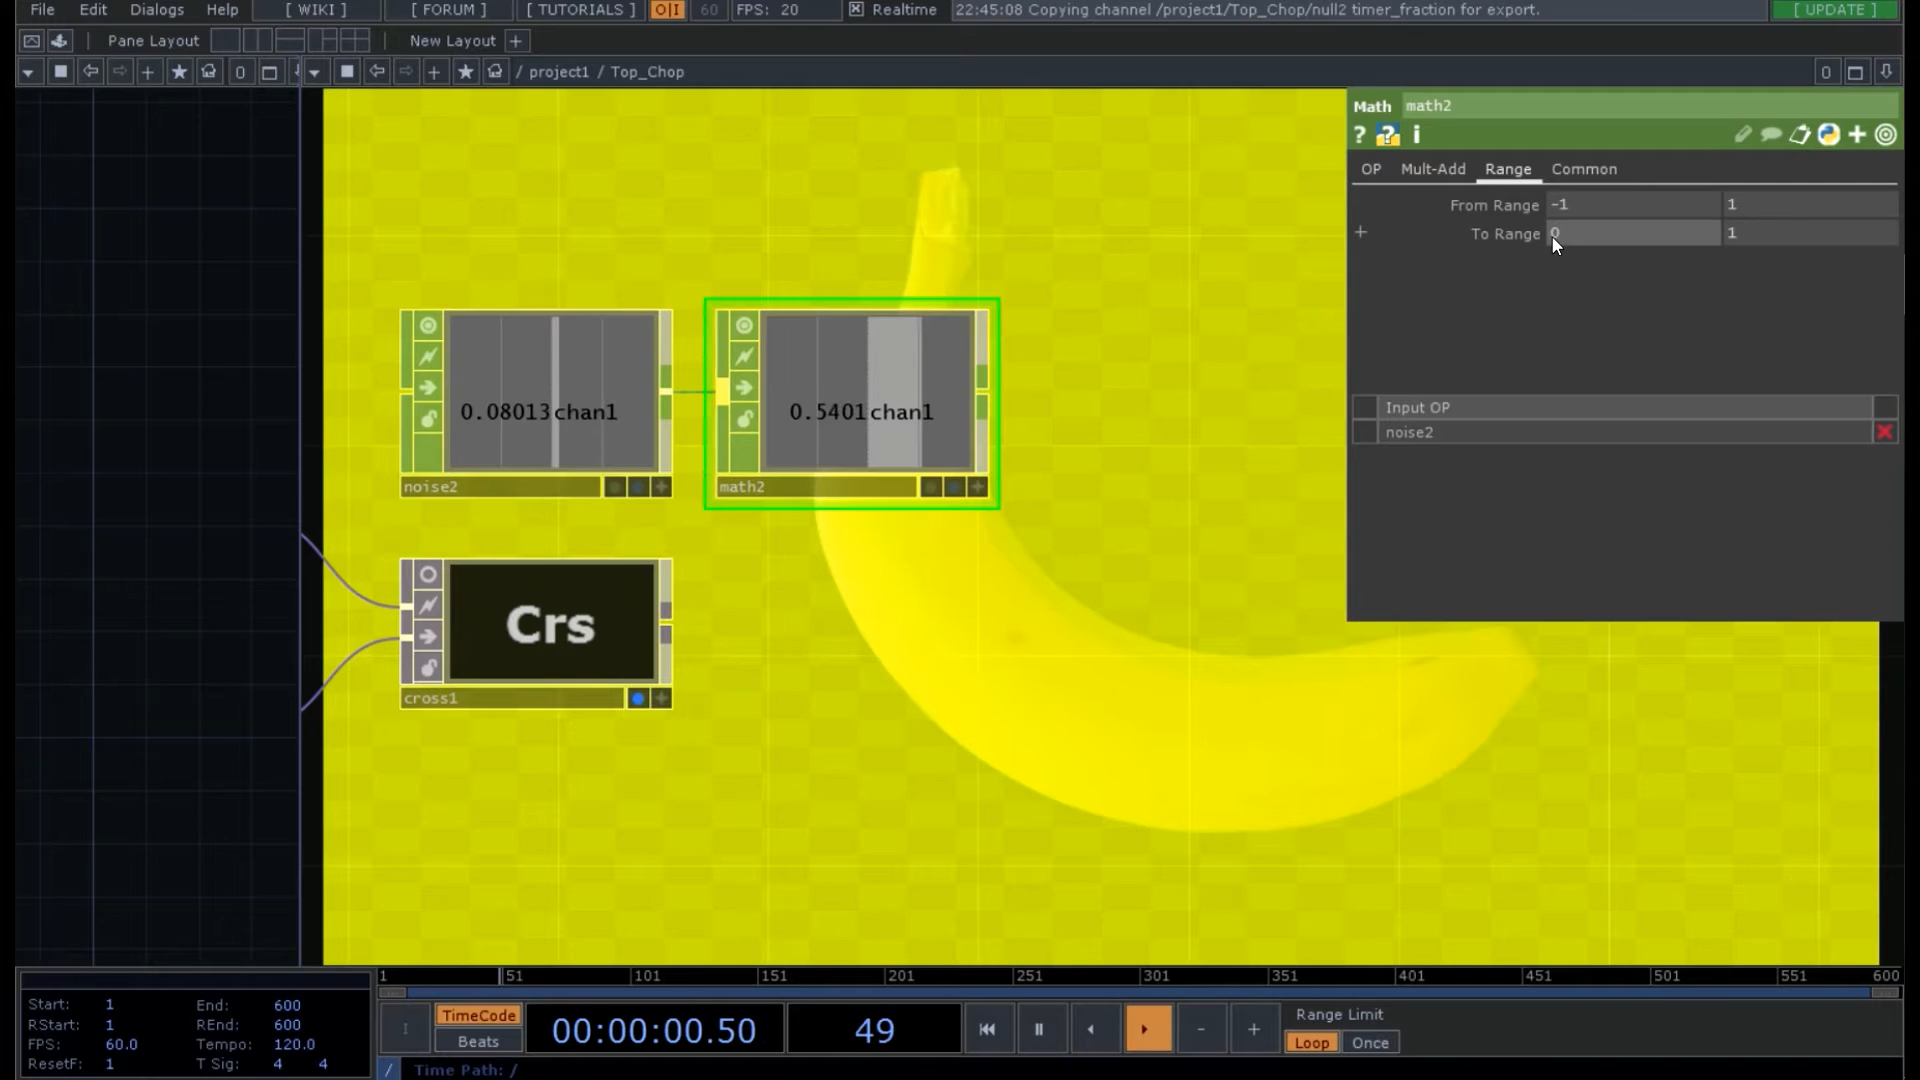 File Edit Dialogs Help [ WIKI ] [ FORUM ] [ TUTORIALS ] O|I 60 FPS: 20 Realtime 22:45:08 Copying channel /project1/Top_Chop/null2 timer_fraction for export. [ UPDATE ]
Pane Layout New Layout +
0 / project1 / Top_Chop 0
Math math2
? ? i
OP Mult-Add Range Common
From Range -1 1
+ To Range 0 1
Input OP
noise2
0.08013 chan1
noise2
0.5401 chan1
math2
Crs
cross1
1 51 101 151 201 251 301 351 401 451 501 551 600
Start: 1 End: 600
RStart: 1 REnd: 600
FPS: 60.0 Tempo: 120.0
ResetF: 1 T Sig: 4 4
TimeCode
Beats
00:00:00.50
49
- +
Range Limit
Loop Once
/ Time Path: /